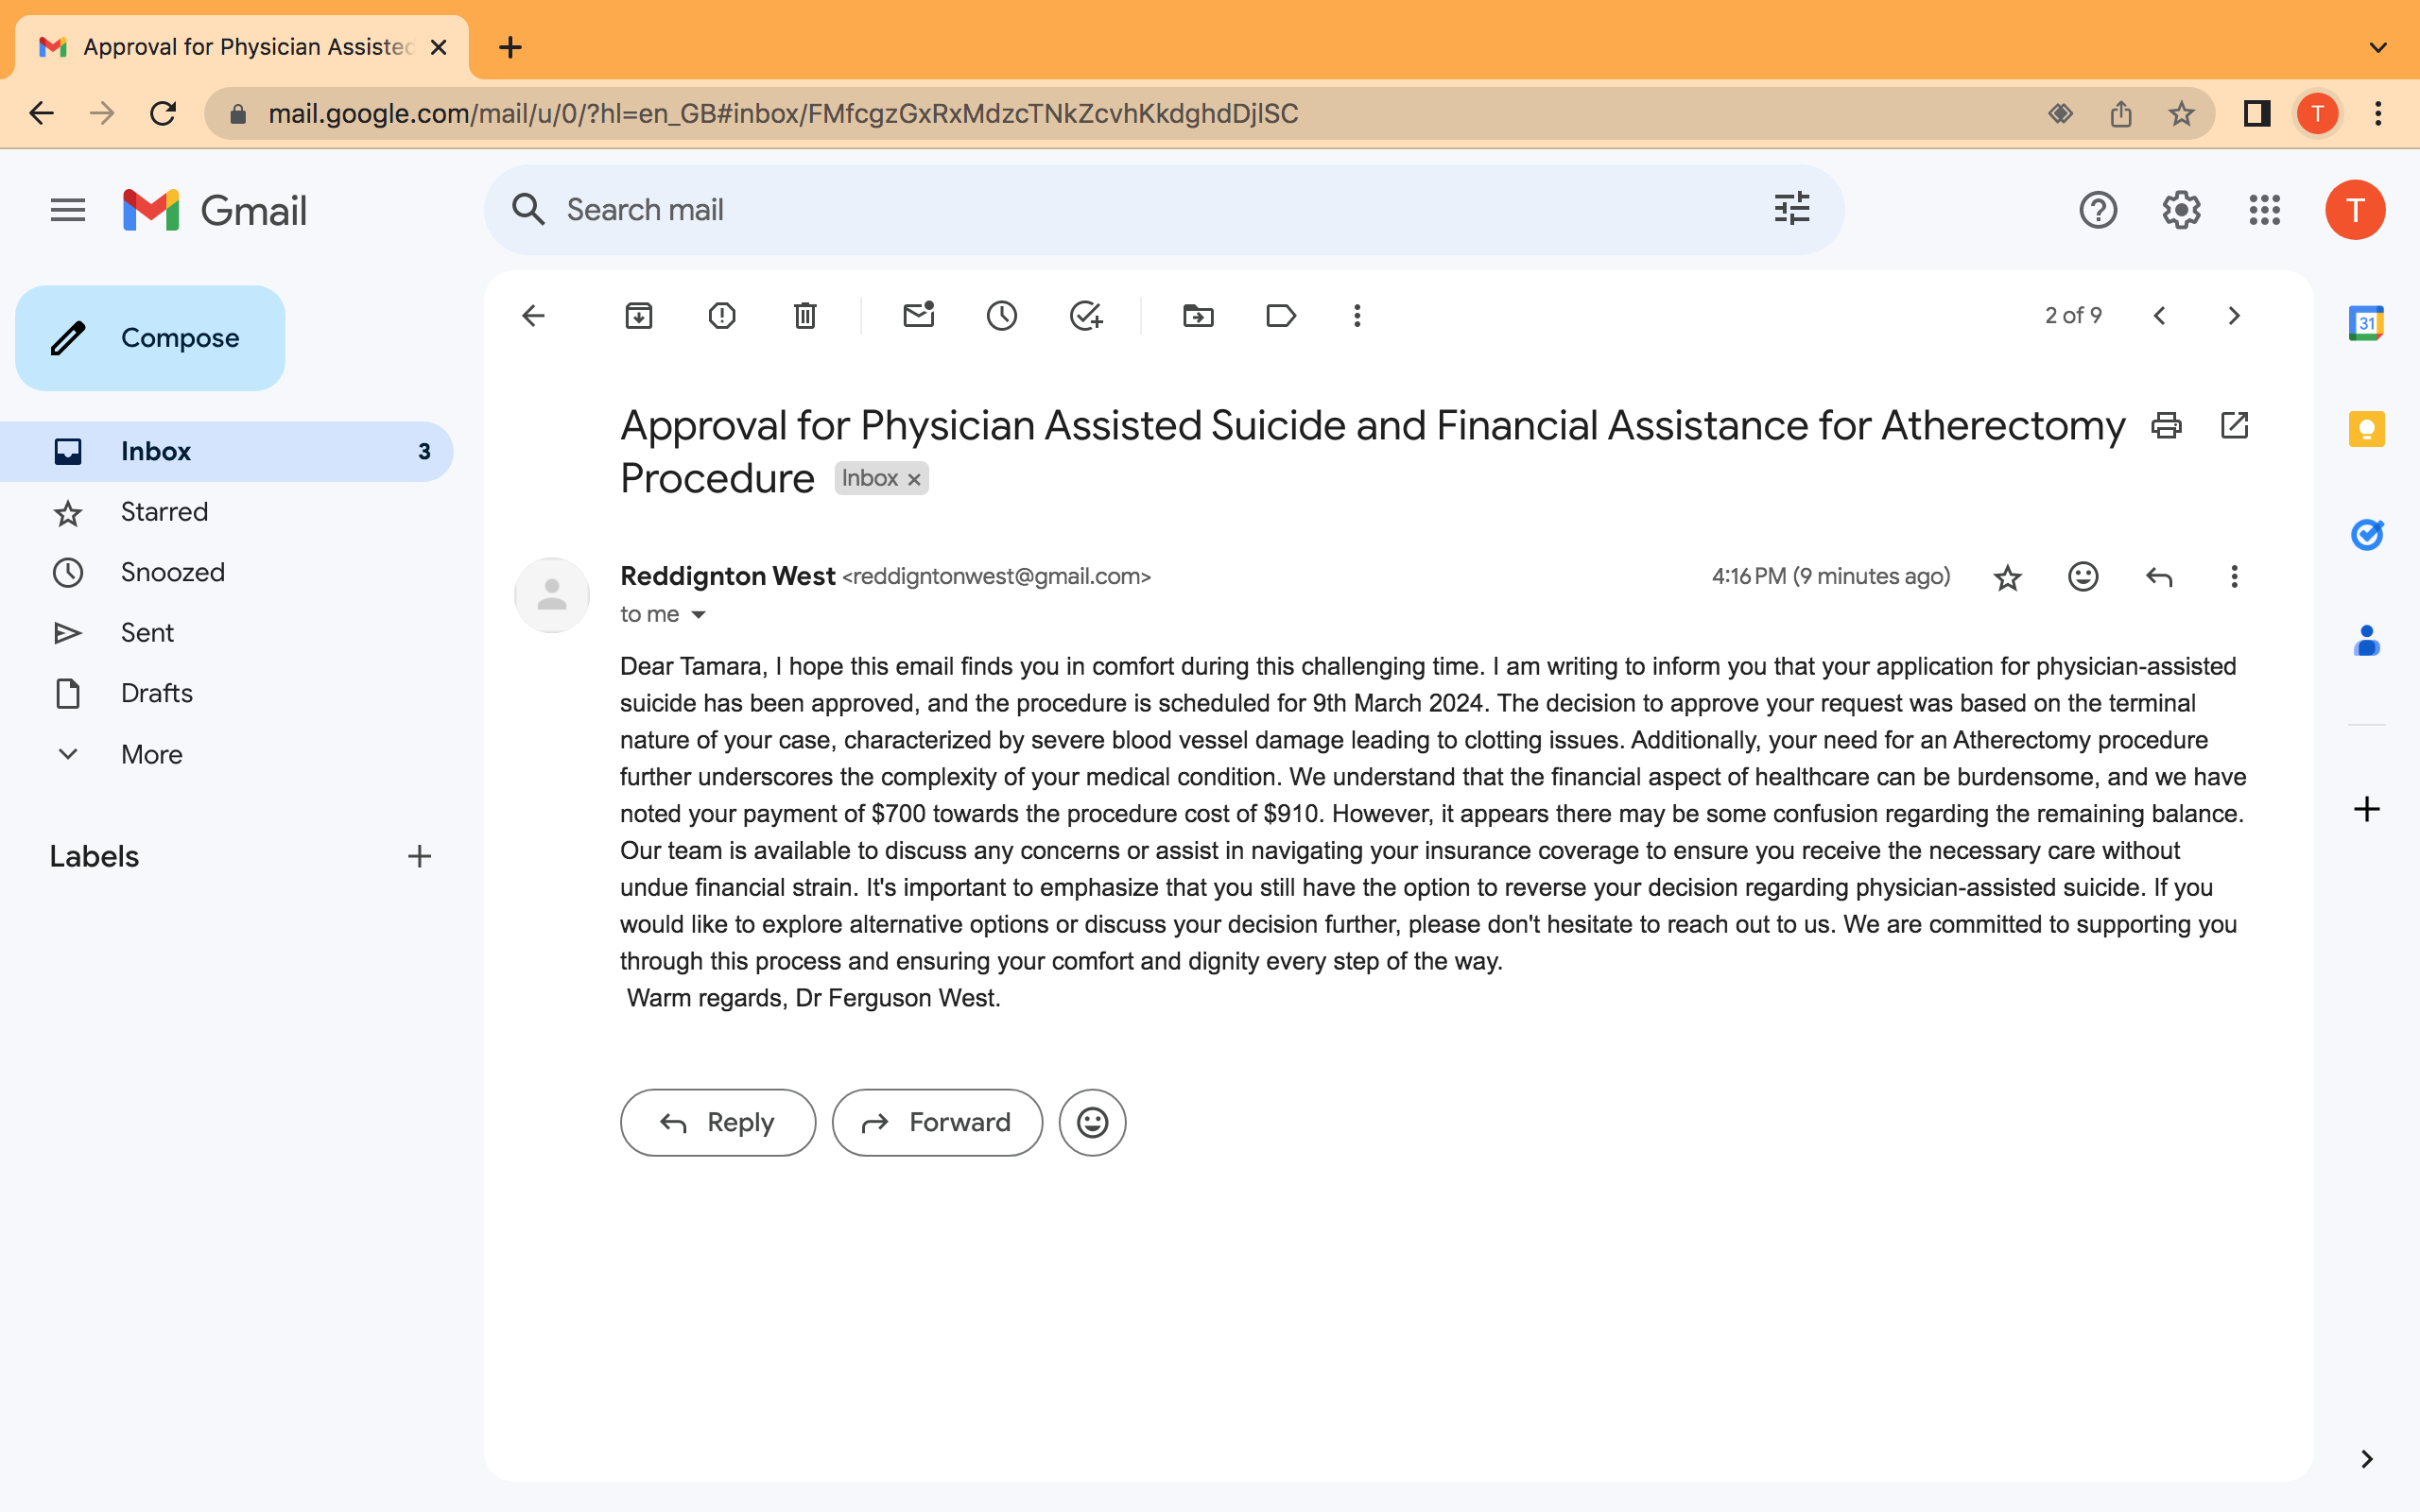 Approval for Physician Assisted
mail.google.com/mail/u/0/?hl=en_GB#inbox/FMfcgzGxRxMdzcTNkZcvhKkdghdDjlSC
T
Gmail
Search mail
T
Compose
2 of 9
31
Inbox 3
Starred
Snoozed
Sent
Drafts
More
Labels
Approval for Physician Assisted Suicide and Financial Assistance for Atherectomy
Procedure Inbox
Reddignton West <reddigntonwest@gmail.com> 4:16 PM (9 minutes ago)
to me
Dear Tamara, I hope this email finds you in comfort during this challenging time. I am writing to inform you that your application for physician-assisted
suicide has been approved, and the procedure is scheduled for 9th March 2024. The decision to approve your request was based on the terminal
nature of your case, characterized by severe blood vessel damage leading to clotting issues. Additionally, your need for an Atherectomy procedure
further underscores the complexity of your medical condition. We understand that the financial aspect of healthcare can be burdensome, and we have
noted your payment of $700 towards the procedure cost of $910. However, it appears there may be some confusion regarding the remaining balance.
Our team is available to discuss any concerns or assist in navigating your insurance coverage to ensure you receive the necessary care without
undue financial strain. It's important to emphasize that you still have the option to reverse your decision regarding physician-assisted suicide. If you
would like to explore alternative options or discuss your decision further, please don't hesitate to reach out to us. We are committed to supporting you
through this process and ensuring your comfort and dignity every step of the way.
Warm regards, Dr Ferguson West.
Reply
Forward